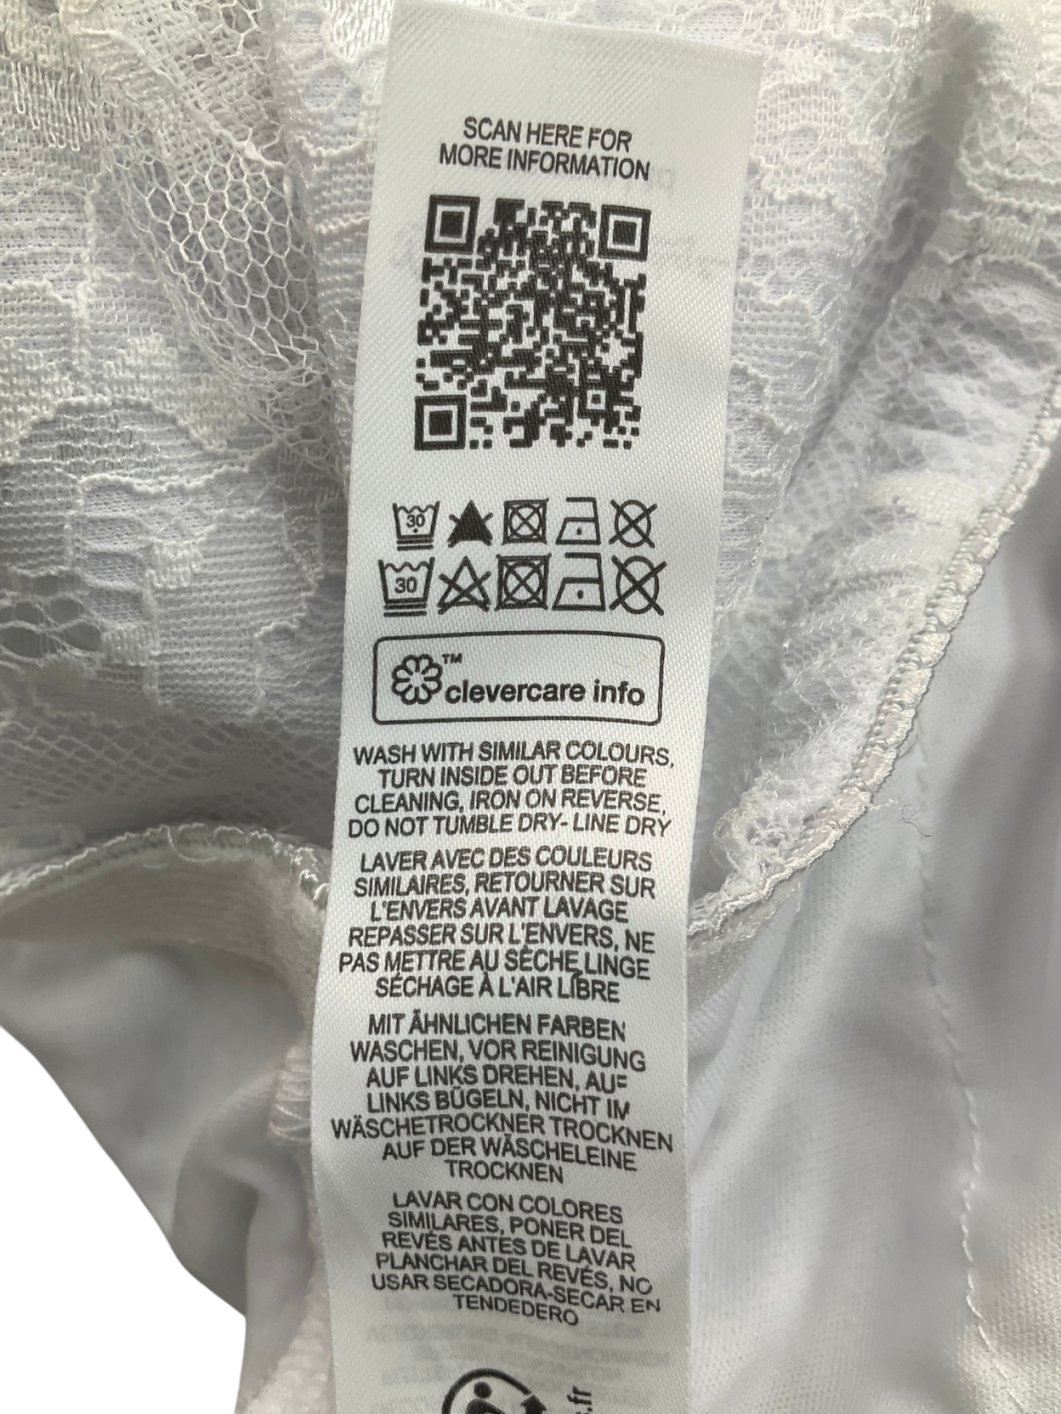 SCAN HERE FOR
MORE INFORMATION
30
30
™
clevercare info
WASH WITH SIMILAR COLOURS,
TURN INSIDE OUT BEFORE
CLEANING, IRON ON REVERSE,
DO NOT TUMBLE DRY- LINE DRY
LAVER AVEC DES COULEURS
SIMILAIRES, RETOURNER SUR
L'ENVERS AVANT LAVAGE
REPASSER SUR L'ENVERS, NE
PAS METTRE AU SÈCHE LINGE
SÉCHAGE À L'AIR LIBRE
MIT ÄHNLICHEN FARBEN
WASCHEN, VOR REINIGUNG
AUF LINKS DREHEN, AUF
LINKS BÜGELN, NICHT IM
WÄSCHETROCKNER TROCKNEN
AUF DER WÄSCHELEINE
TROCKNEN
LAVAR CON COLORES
SIMILARES, PONER DEL
REVÉS ANTES DE LAVAR
PLANCHAR DEL REVÉS, NO
USAR SECADORA-SECAR EN
TENDEDERO